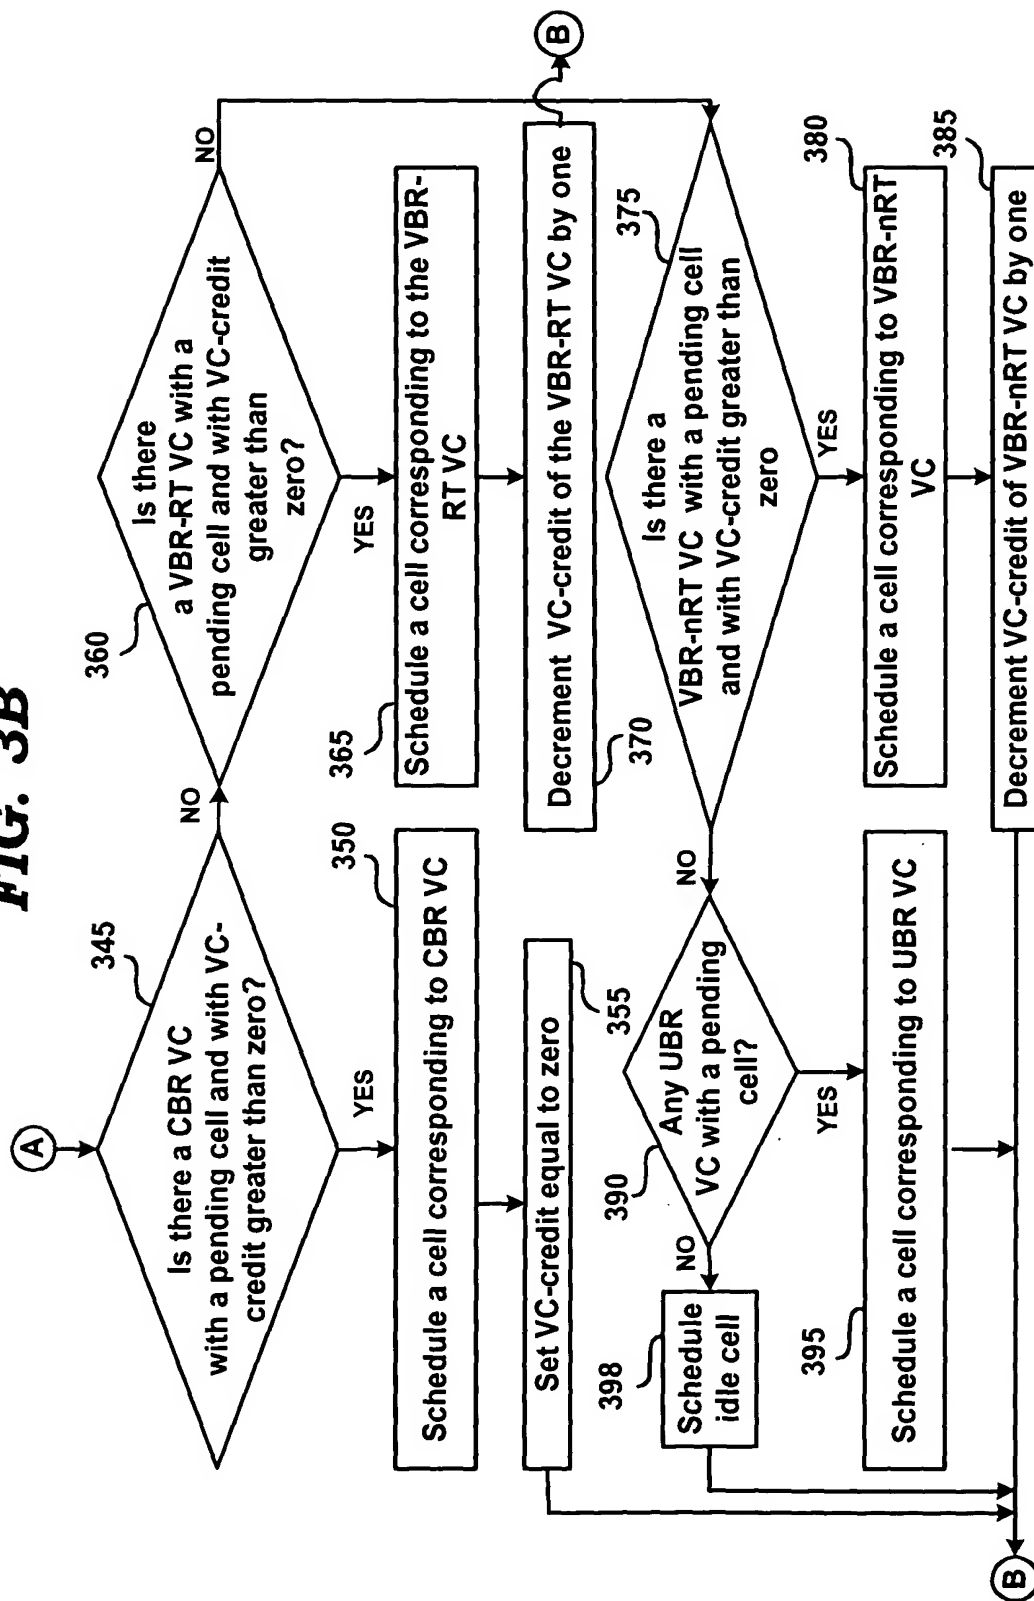 FIG. 3B
A
345
Is there a CBR VC
with a pending cell and with VC-
credit greater than zero?
NO
YES
350
Schedule a cell corresponding to CBR VC
Set VC-credit equal to zero
355
360
Is there
a VBR-RT VC with a
pending cell and with VC-credit
greater than
zero?
NO
YES
365
Schedule a cell corresponding to the VBR-
RT VC
Decrement VC-credit of the VBR-RT VC by one
370
B
375
Is there a
VBR-nRT VC with a pending cell
and with VC-credit greater than
zero
NO
YES
380
Schedule a cell corresponding to VBR-nRT
VC
385
Decrement VC-credit of VBR-nRT VC by one
390
Any UBR
VC with a pending
cell?
NO
YES
398
Schedule
idle cell
395
Schedule a cell corresponding to UBR VC
B